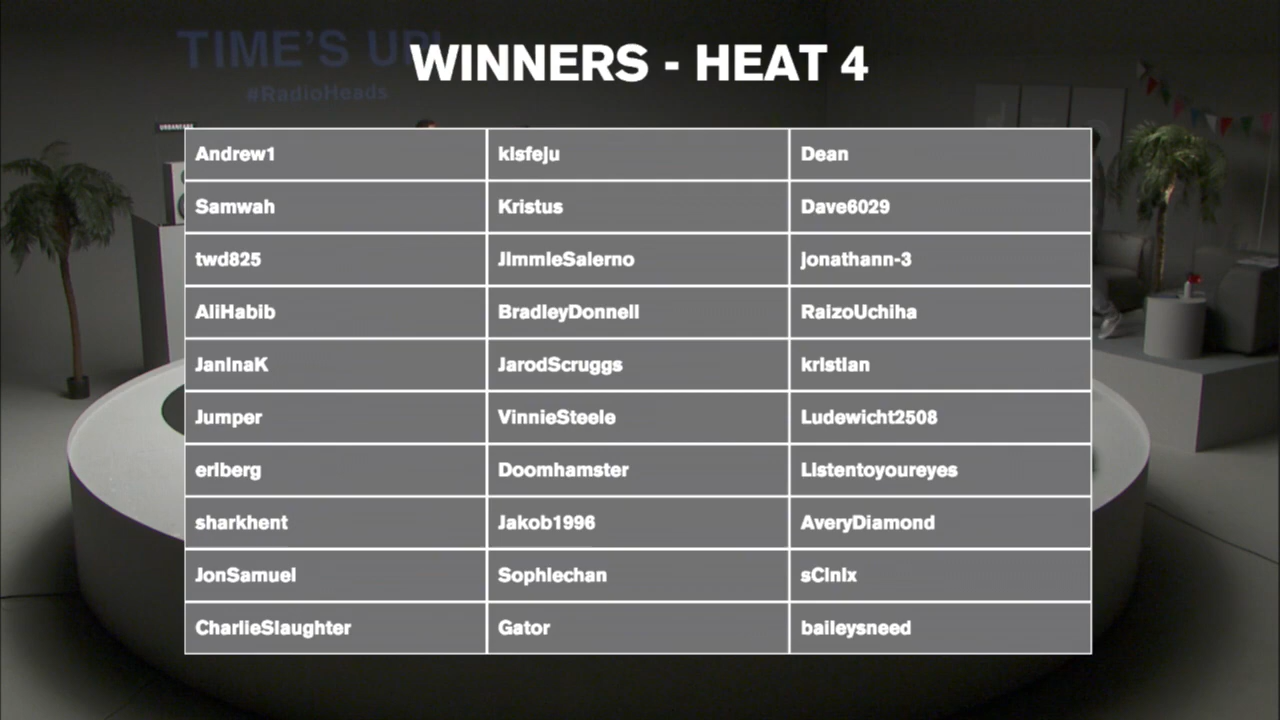 TIME'S UP!
#RadioHeads
URBANEARS
WINNERS - HEAT 4
Andrew1 kisfeju Dean
Samwah Kristus Dave6029
twd825 JimmieSalerno jonathann-3
AliHabib BradleyDonnell RaizoUchiha
JaninaK JarodScruggs kristian
Jumper VinnieSteele Ludewicht2508
eriberg Doomhamster Listentoyoureyes
sharkhent Jakob1996 AveryDiamond
JonSamuel Sophiechan sCinix
CharlieSlaughter Gator baileysneed